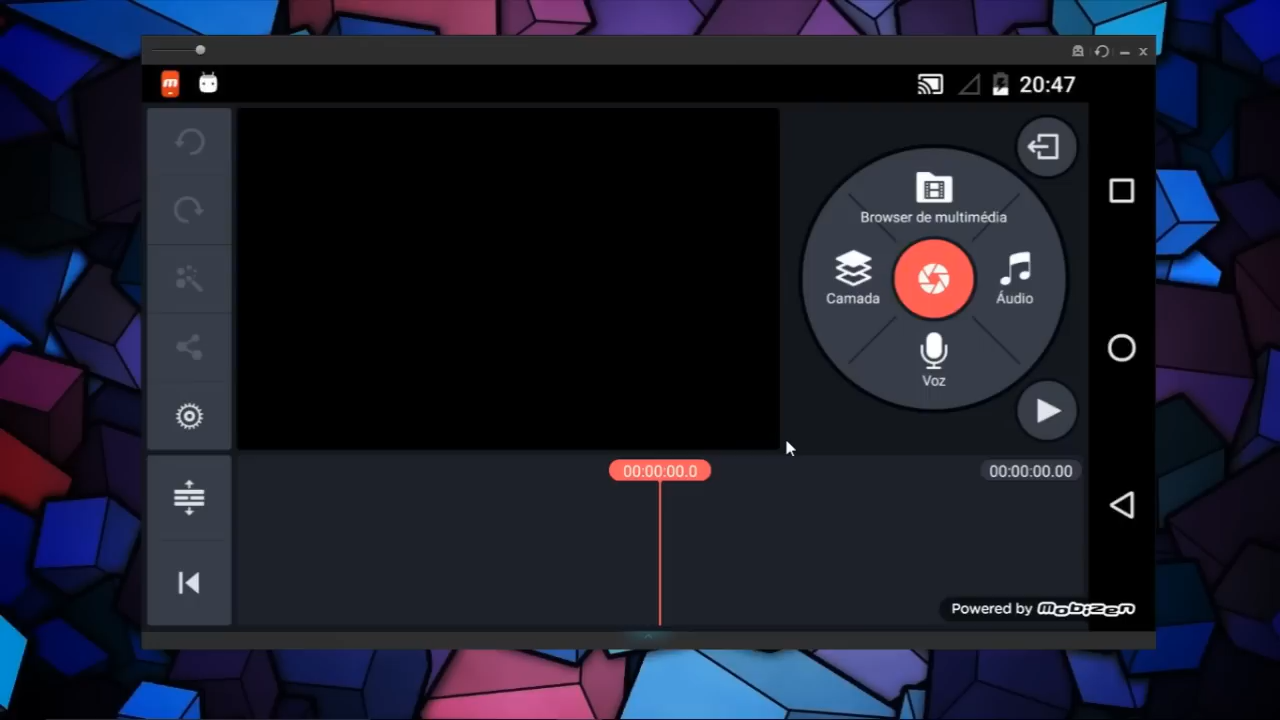 m
20:47
Browser de multimédia
Camada
Áudio
Voz
00:00:00.0
00:00:00.00
Powered by Mobizen